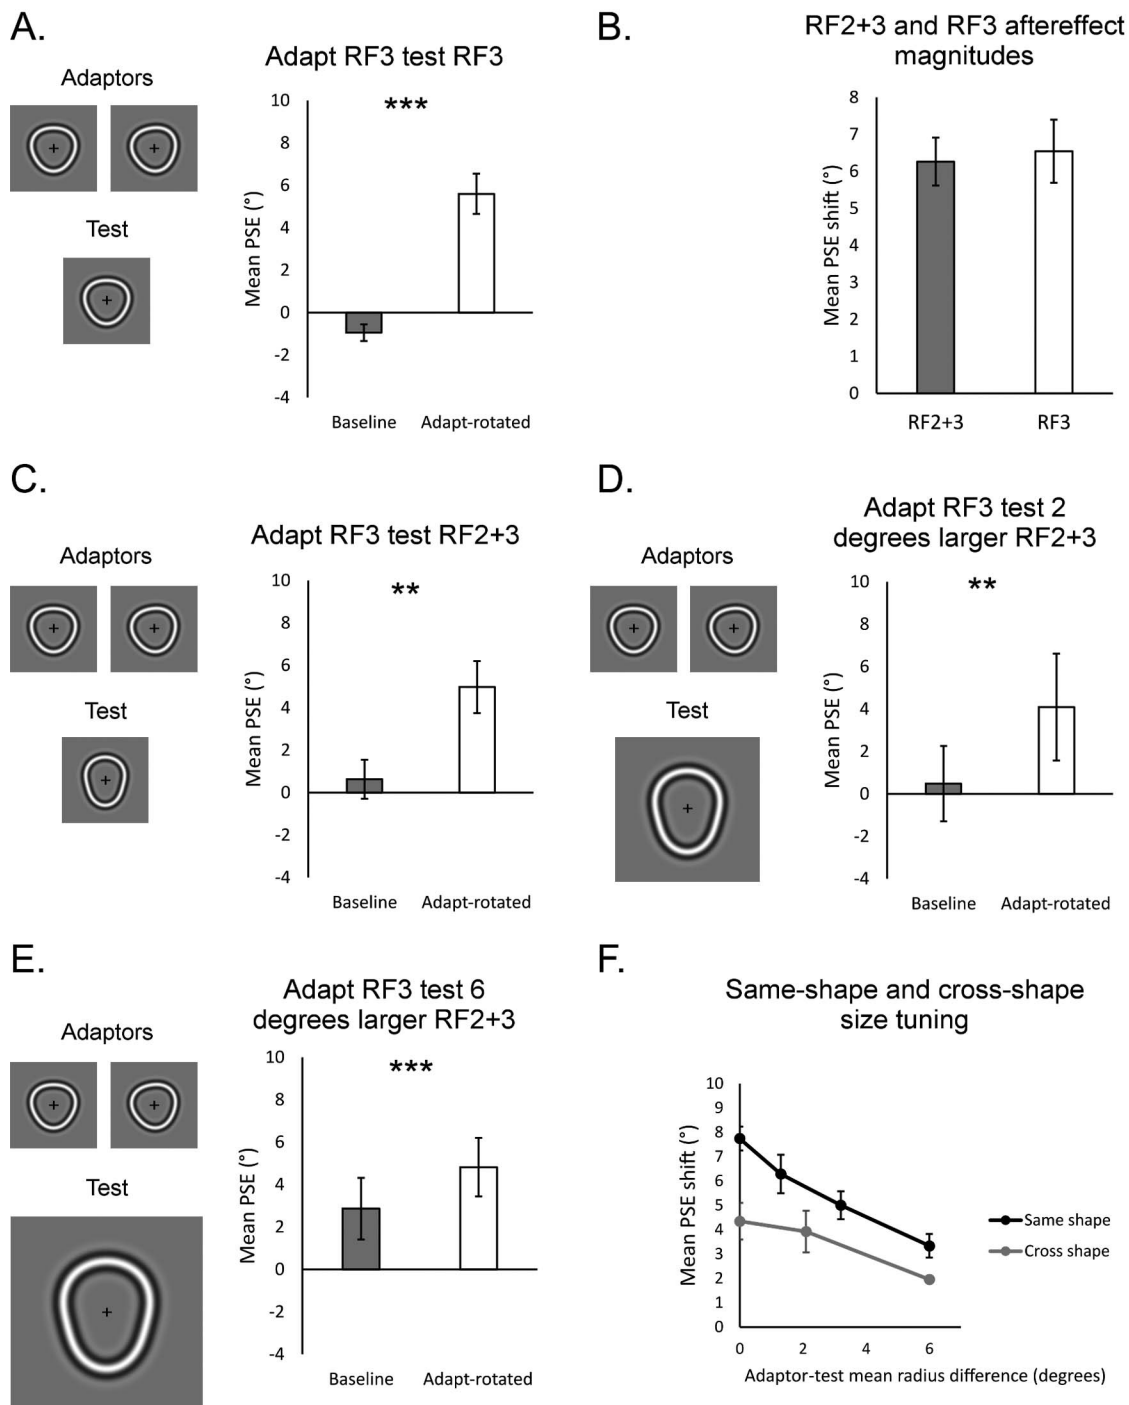 A.
Adapt RF3 test RF3
Adaptors
Test
***
10
8
6
4
2
0
-2
-4
Mean PSE (°)
Baseline
Adapt-rotated
B.
RF2+3 and RF3 aftereffect
magnitudes
8
7
6
5
4
3
2
1
0
Mean PSE shift (°)
RF2+3
RF3
C.
Adapt RF3 test RF2+3
Adaptors
Test
**
10
8
6
4
2
0
-2
-4
Mean PSE (°)
Baseline
Adapt-rotated
D.
Adapt RF3 test 2
degrees larger RF2+3
Adaptors
Test
**
10
8
6
4
2
0
-2
-4
Mean PSE (°)
Baseline
Adapt-rotated
E.
Adapt RF3 test 6
degrees larger RF2+3
Adaptors
Test
***
10
8
6
4
2
0
-2
-4
Mean PSE (°)
Baseline
Adapt-rotated
F.
Same-shape and cross-shape
size tuning
10
9
8
7
6
5
4
3
2
1
0
Mean PSE shift (°)
Same shape
Cross shape
0 2 4 6
Adaptor-test mean radius difference (degrees)